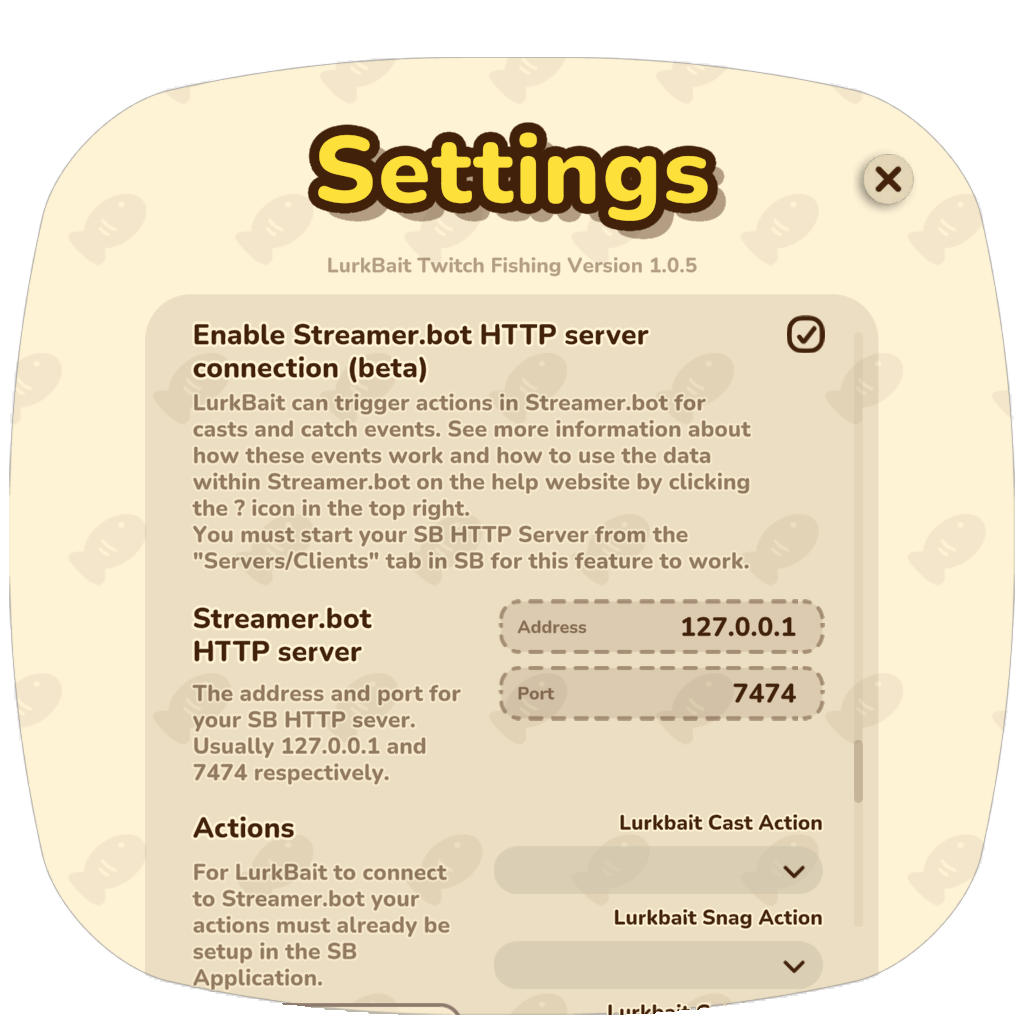 Settings
LurkBait Twitch Fishing Version 1.0.5
Enable Streamer.bot HTTP server
connection (beta)
LurkBait can trigger actions in Streamer.bot for
casts and catch events. See more information about
how these events work and how to use the data
within Streamer.bot on the help website by clicking
the ? icon in the top right.
You must start your SB HTTP Server from the
"Servers/Clients" tab in SB for this feature to work.
Streamer.bot
HTTP server
Address 127.0.0.1
Port 7474
The address and port for
your SB HTTP sever.
Usually 127.0.0.1 and
7474 respectively.
Actions
Lurkbait Cast Action
Lurkbait Snag Action
For LurkBait to connect
to Streamer.bot your
actions must already be
setup in the SB
Application.
Lurkbait